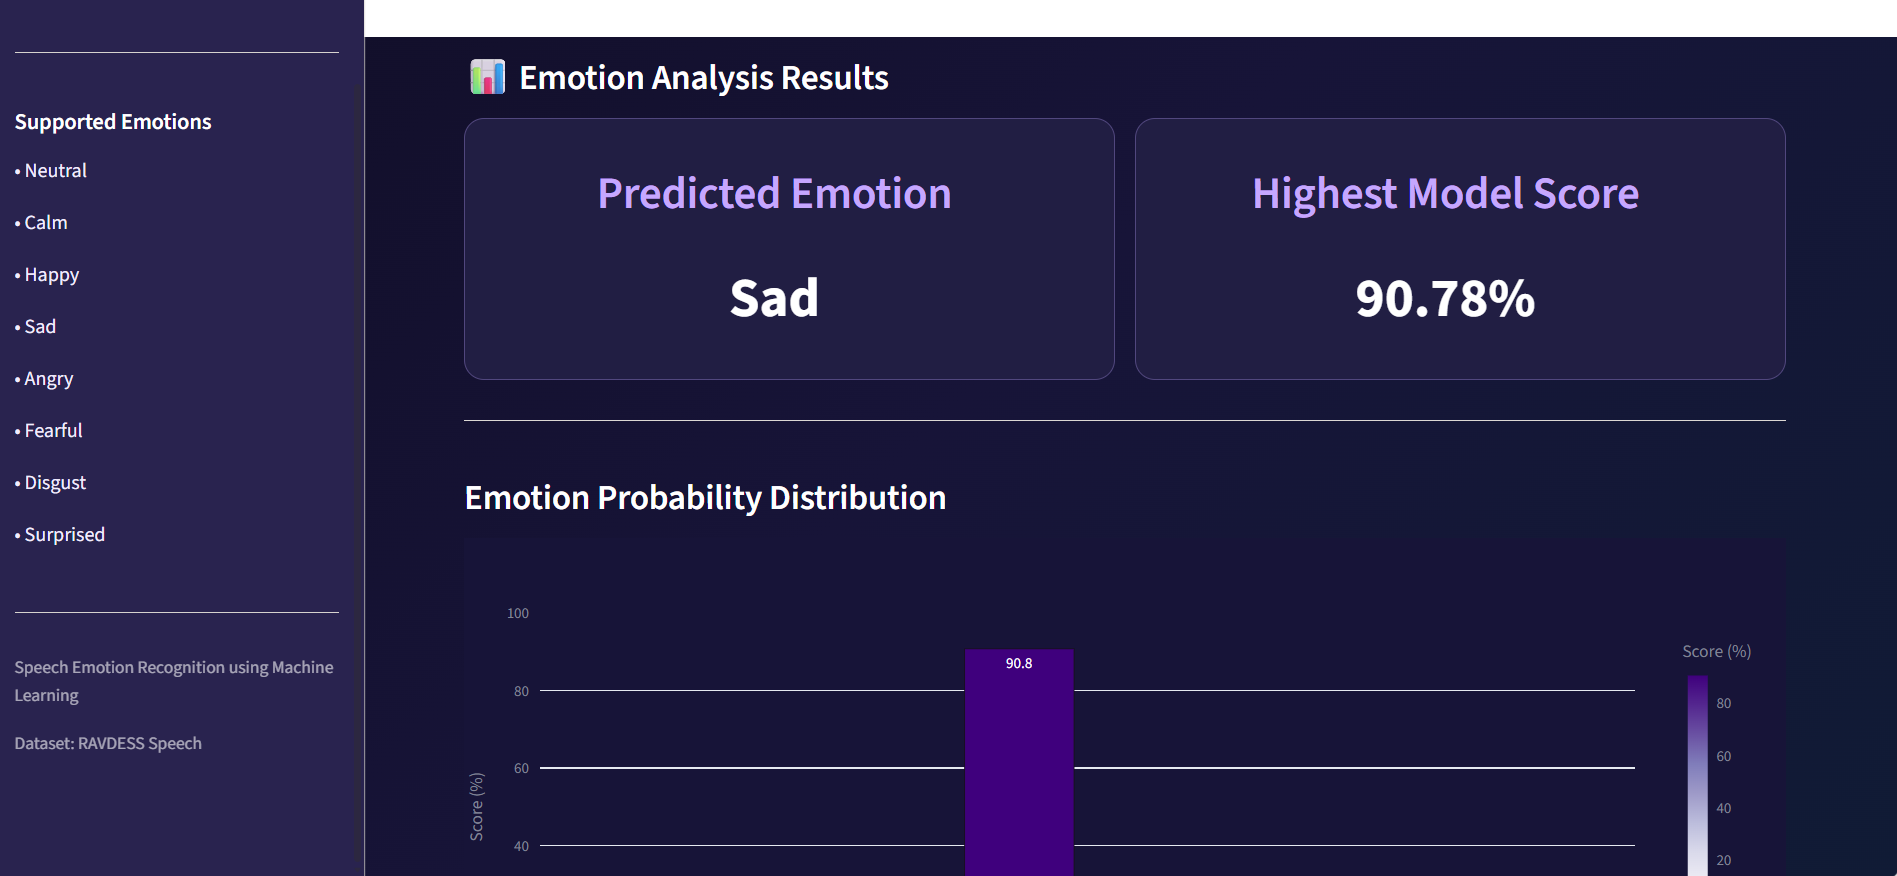 Supported Emotions
• Neutral
• Calm
• Happy
• Sad
• Angry
• Fearful
• Disgust
• Surprised
Speech Emotion Recognition using Machine
Learning
Dataset: RAVDESS Speech
Emotion Analysis Results
Predicted Emotion
Sad
Highest Model Score
90.78%
Emotion Probability Distribution
100
80
60
40
Score (%)
90.8
Score (%)
80
60
40
20